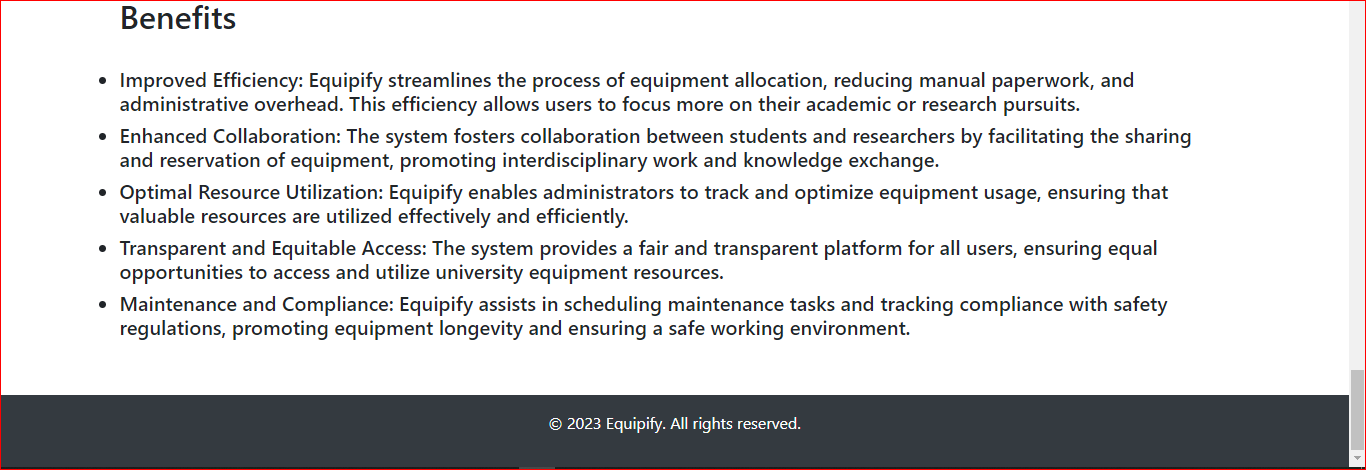 Benefits
Improved Efficiency: Equipify streamlines the process of equipment allocation, reducing manual paperwork, and
administrative overhead. This efficiency allows users to focus more on their academic or research pursuits.
Enhanced Collaboration: The system fosters collaboration between students and researchers by facilitating the sharing
and reservation of equipment, promoting interdisciplinary work and knowledge exchange.
Optimal Resource Utilization: Equipify enables administrators to track and optimize equipment usage, ensuring that
valuable resources are utilized effectively and efficiently.
Transparent and Equitable Access: The system provides a fair and transparent platform for all users, ensuring equal
opportunities to access and utilize university equipment resources.
Maintenance and Compliance: Equipify assists in scheduling maintenance tasks and tracking compliance with safety
regulations, promoting equipment longevity and ensuring a safe working environment.
© 2023 Equipify. All rights reserved.